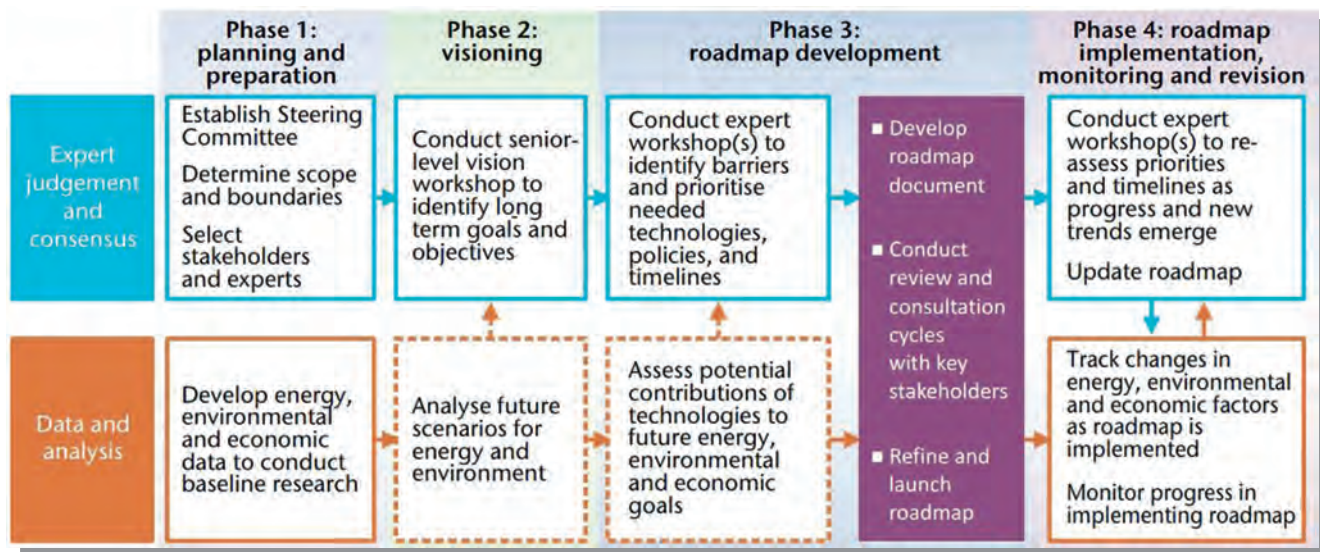 Phase 1:
planning and
preparation
Phase 2:
visioning
Phase 3:
roadmap development
Phase 4: roadmap
implementation,
monitoring and revision
Expert
judgement
and
consensus
Establish Steering
Committee
Determine scope
and boundaries
Select
stakeholders
and experts
Conduct senior-
level vision
workshop to
identify long
term goals and
objectives
Conduct expert
workshop(s) to
identify barriers
and prioritise
needed
technologies,
policies, and
timelines
■ Develop
roadmap
document
■ Conduct
review and
consultation
cycles
with key
stakeholders
■ Refine and
launch
roadmap
Conduct expert
workshop(s) to re-
assess priorities
and timelines as
progress and new
trends emerge
Update roadmap
Data and
analysis
Develop energy,
environmental
and economic
data to conduct
baseline research
Analyse future
scenarios for
energy and
environment
Assess potential
contributions of
technologies to
future energy,
environmental
and economic
goals
Track changes in
energy, environmental
and economic factors
as roadmap is
implemented
Monitor progress in
implementing roadmap